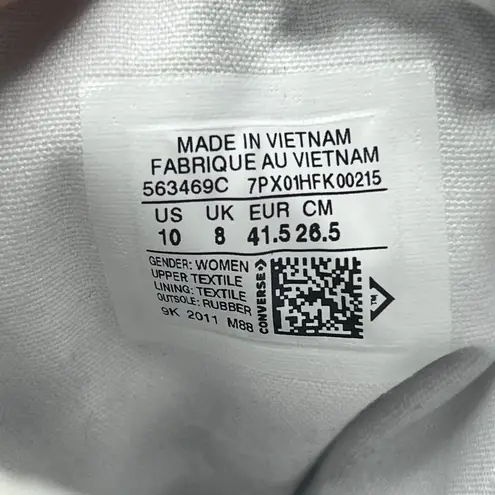 MADE IN VIETNAM
FABRIQUE AU VIETNAM
563469C 7PX01HFK00215
US UK EUR CM
10 8 41.5 26.5
GENDER: WOMEN
UPPER: TEXTILE
LINING: TEXTILE
OUTSOLE: RUBBER
9K 2011 M88
CONVERSE
TM